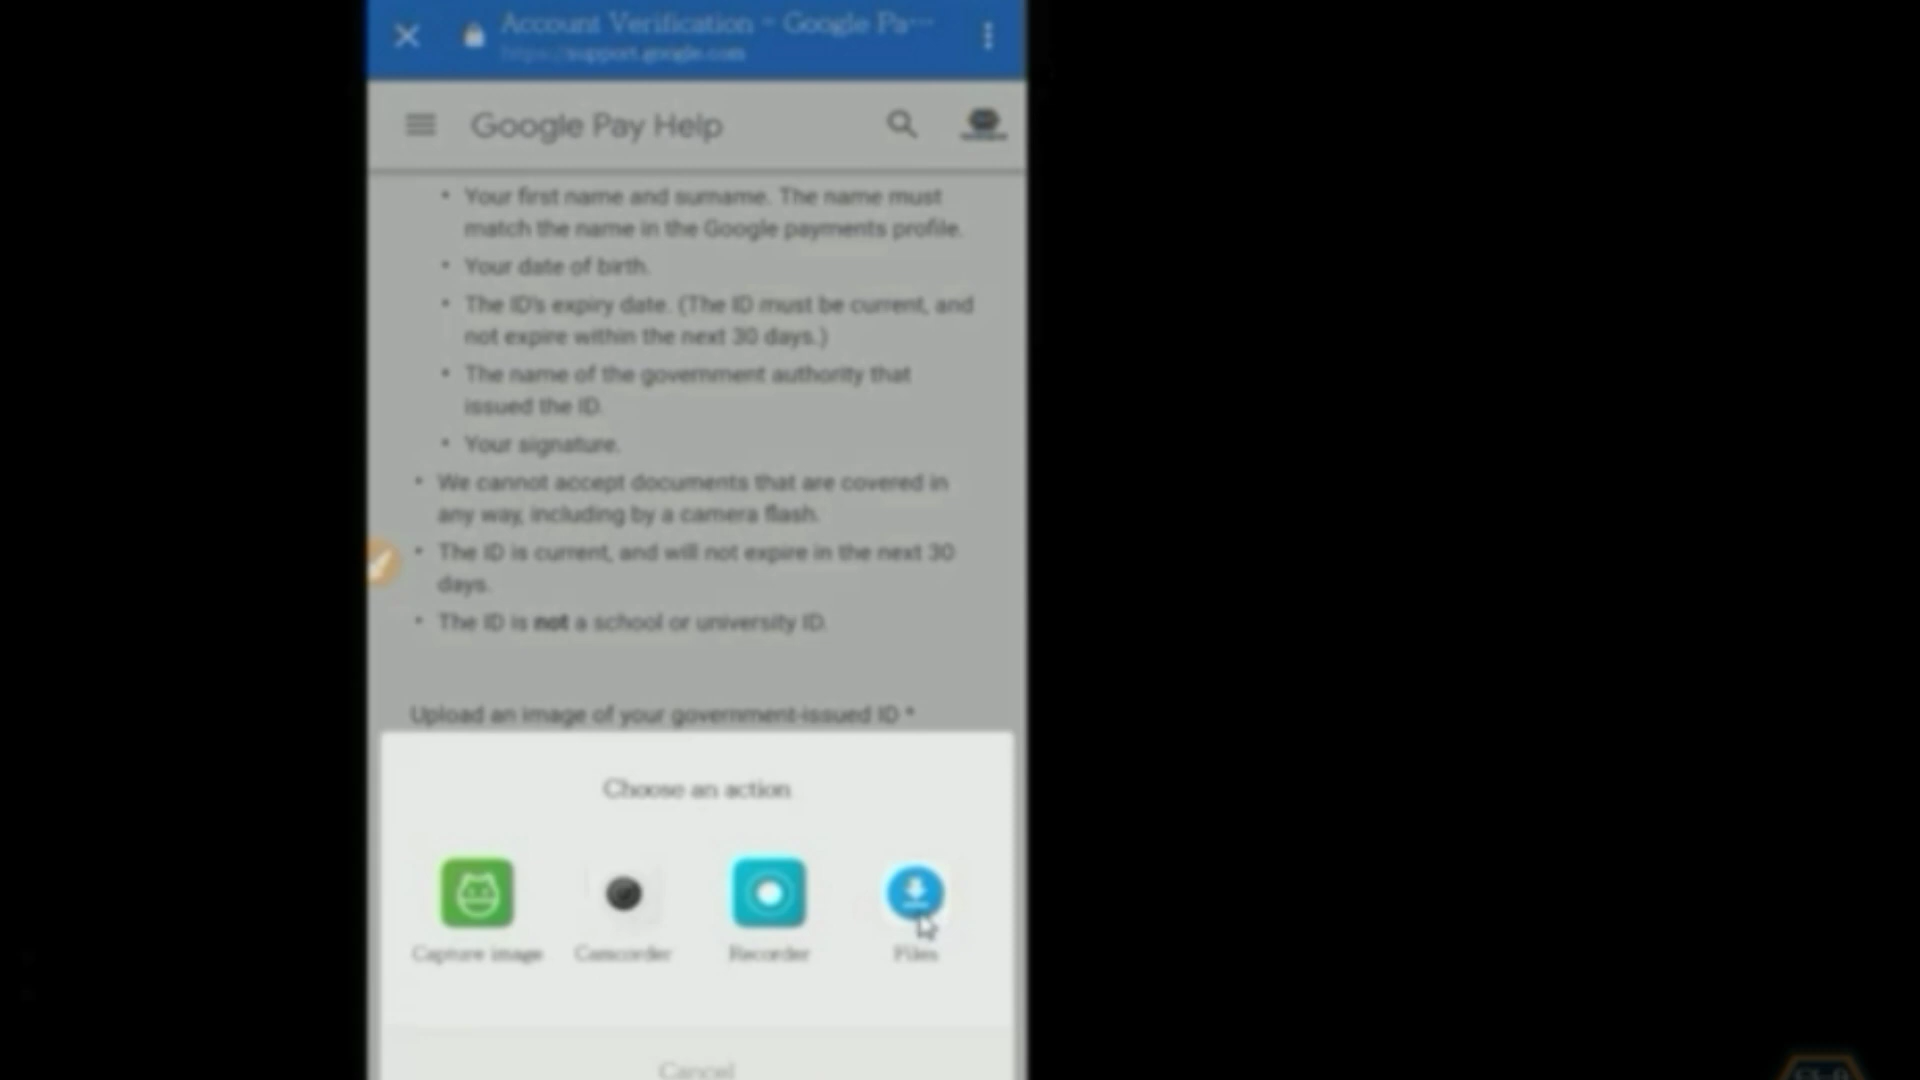 Account Verification - Google Pa...
https://support.google.com
Google Pay Help
• Your first name and surname. The name must
match the name in the Google payments profile.
• Your date of birth.
• The ID's expiry date. (The ID must be current, and
not expire within the next 30 days.)
• The name of the government authority that
issued the ID.
• Your signature.
• We cannot accept documents that are covered in
any way, including by a camera flash.
• The ID is current, and will not expire in the next 30
days.
• The ID is not a school or university ID.
Upload an image of your government-issued ID *
Choose an action
Capture image
Camcorder
Recorder
Files
Cancel